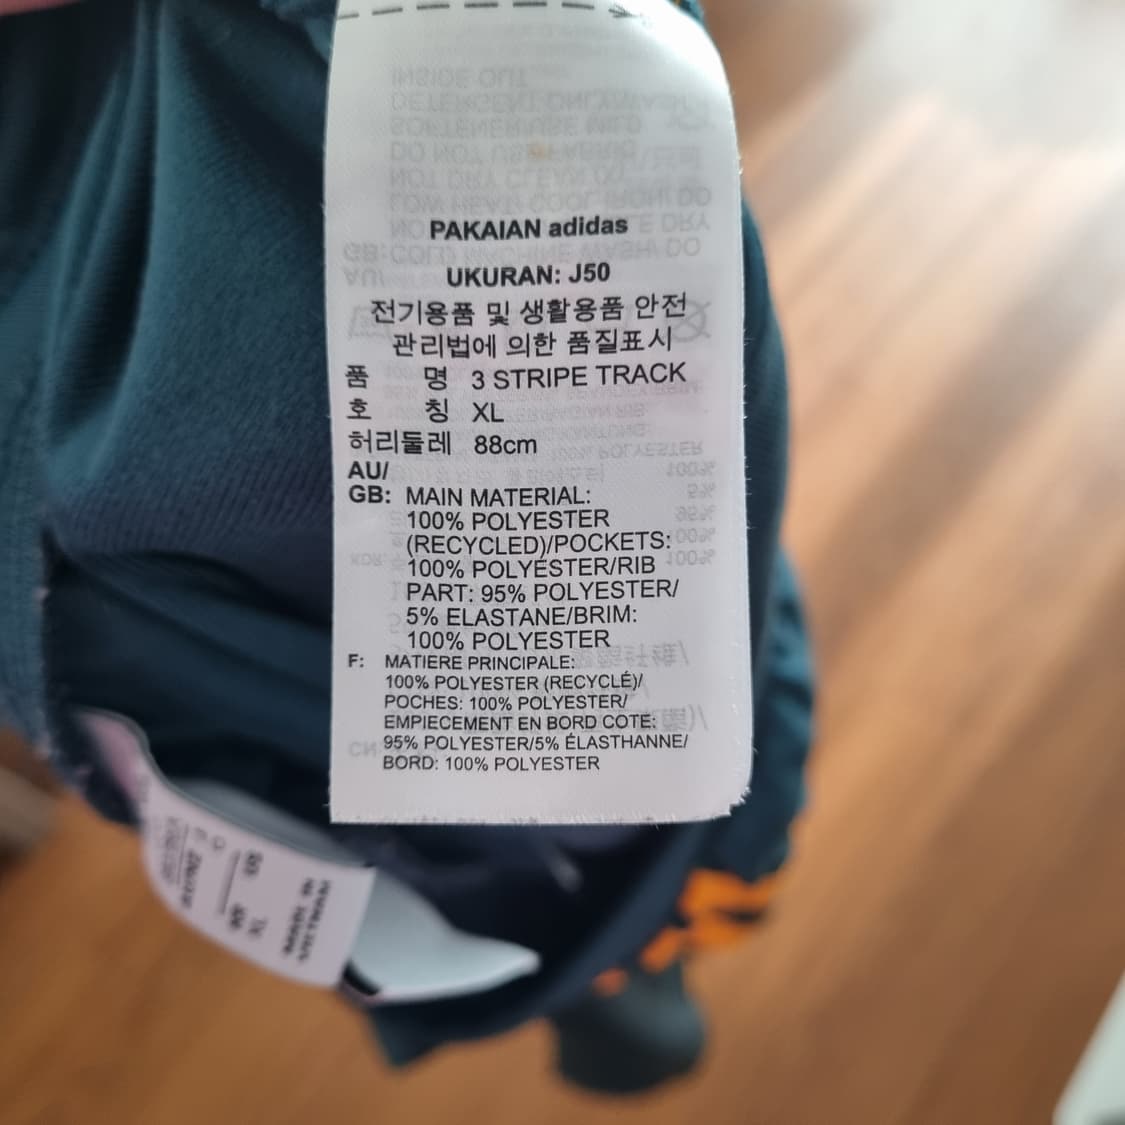 PAKAIAN adidas
UKURAN: J50
전기용품 및 생활용품 안전
관리법에 의한 품질표시
품 명 3 STRIPE TRACK
호 칭 XL
허리둘레 88cm
AU/
GB: MAIN MATERIAL:
100% POLYESTER
(RECYCLED)/POCKETS:
100% POLYESTER/RIB
PART: 95% POLYESTER/
5% ELASTANE/BRIM:
100% POLYESTER
F: MATIERE PRINCIPALE:
100% POLYESTER (RECYCLÉ)/
POCHES: 100% POLYESTER/
EMPIECEMENT EN BORD COTE:
95% POLYESTER/5% ÉLASTHANNE/
BORD: 100% POLYESTER